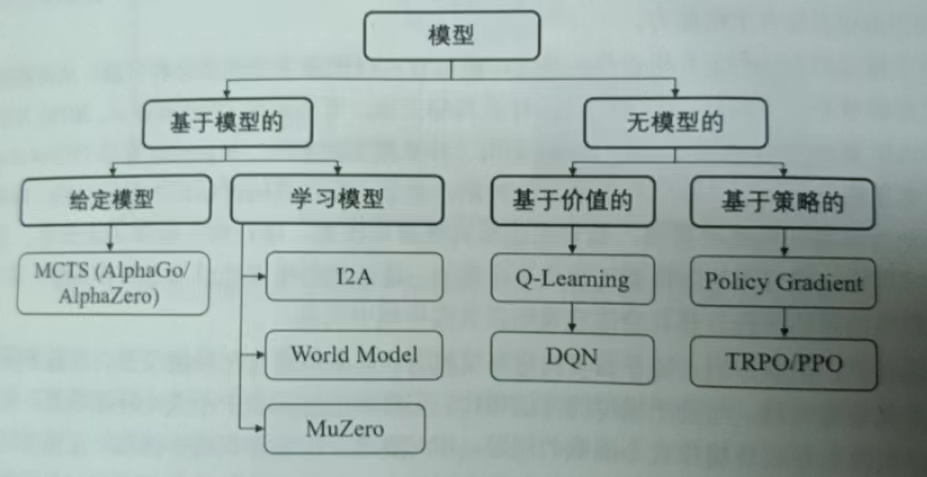 模型
基于模型的
无模型的
给定模型
学习模型
基于价值的
基于策略的
MCTS (AlphaGo/
AlphaZero)
I2A
Q-Learning
Policy Gradient
World Model
DQN
TRPO/PPO
MuZero